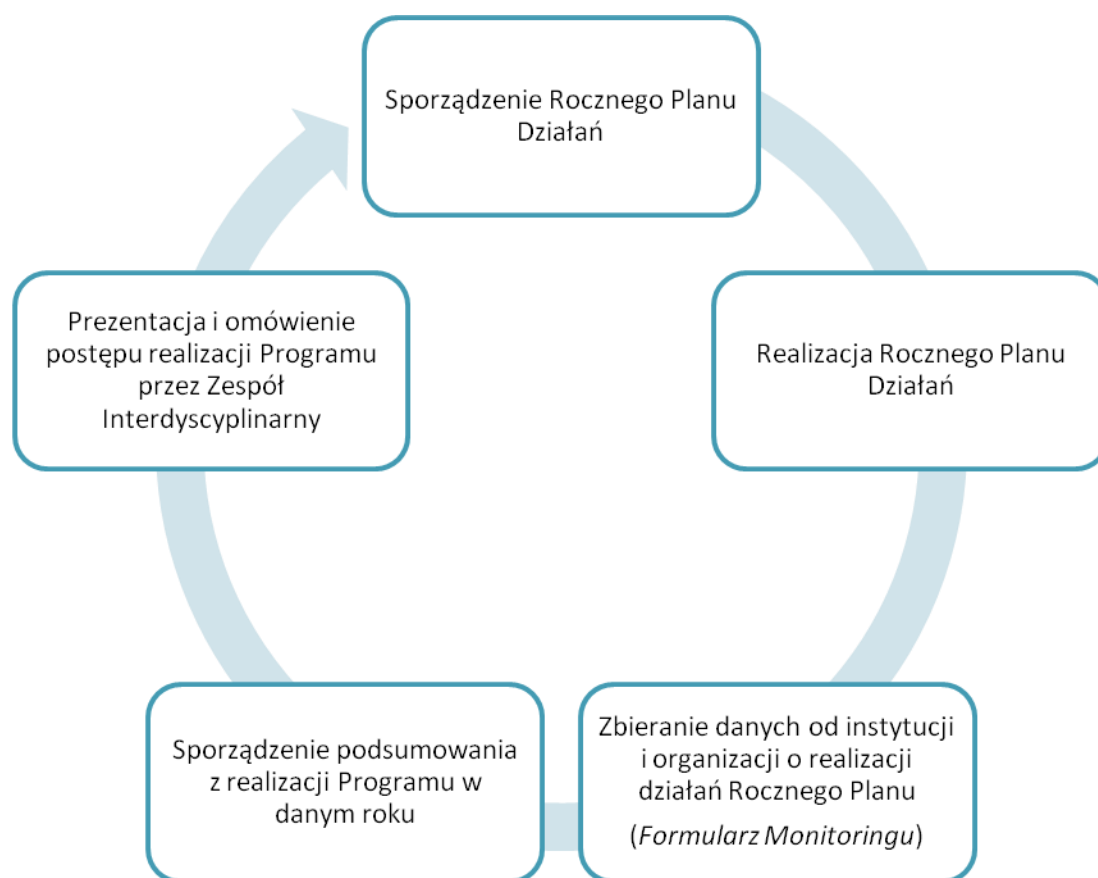 Sporządzenie Rocznego Planu
Działań
Realizacja Rocznego Planu
Działań
Zbieranie danych od instytucji
i organizacji o realizacji
działań Rocznego Planu
(Formularz Monitoringu)
Sporządzenie podsumowania
z realizacji Programu w
danym roku
Prezentacja i omówienie
postępu realizacji Programu
przez Zespół
Interdyscyplinarny